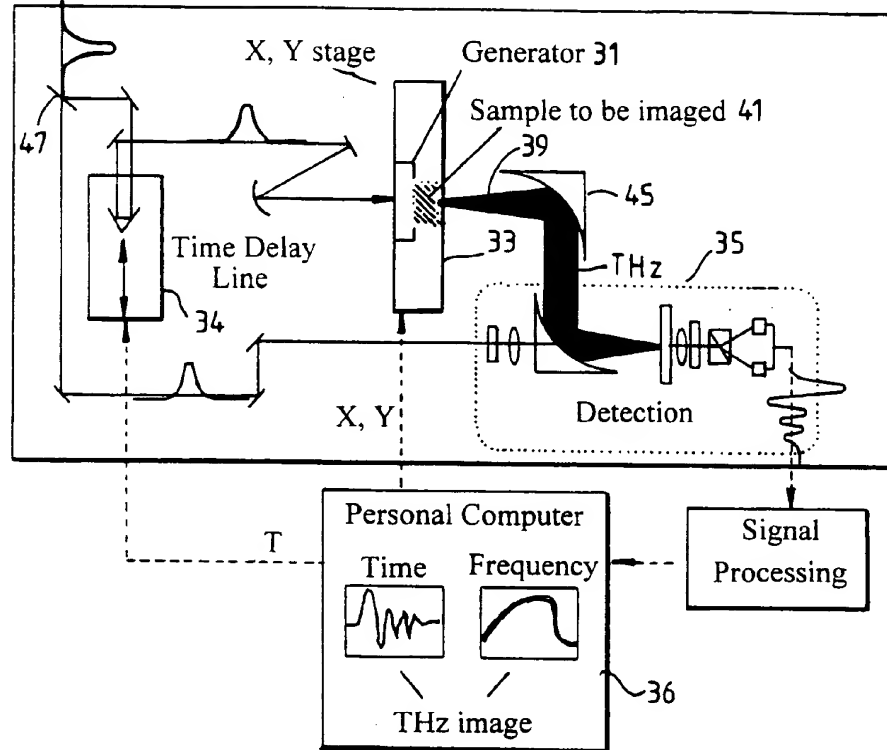 X, Y stage
Generator 31
Sample to be imaged 41
47
39
45
Time Delay
Line
33
THz
35
34
X, Y
Detection
Personal Computer
Signal
Processing
T
Time
Frequency
THz image
36